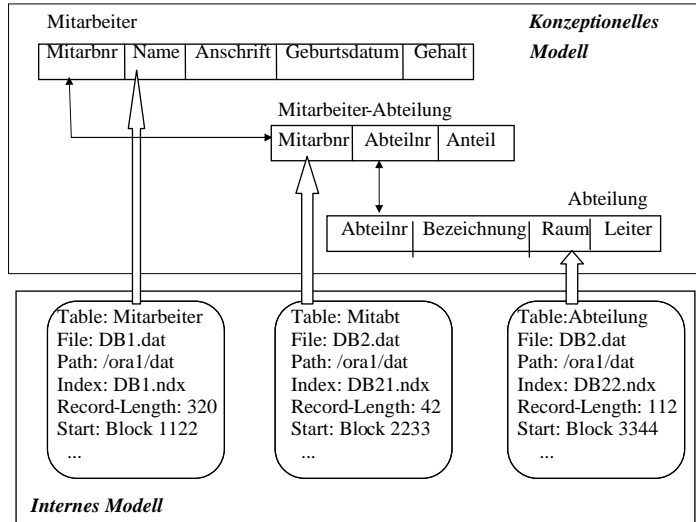 Mitarbeiter
Konzeptionelles
Modell
Mitarbnr Name Anschrift Geburtsdatum Gehalt
Mitarbeiter-Abteilung
Mitarbnr Abteilnr Anteil
Abteilung
Abteilnr Bezeichnung Raum Leiter
Table: Mitarbeiter
File: DB1.dat
Path: /ora1/dat
Index: DB1.ndx
Record-Length: 320
Start: Block 1122
...
Table: Mitabt
File: DB2.dat
Path: /ora1/dat
Index: DB21.ndx
Record-Length: 42
Start: Block 2233
...
Table:Abteilung
File: DB2.dat
Path: /ora1/dat
Index: DB22.ndx
Record-Length: 112
Start: Block 3344
...
Internes Modell